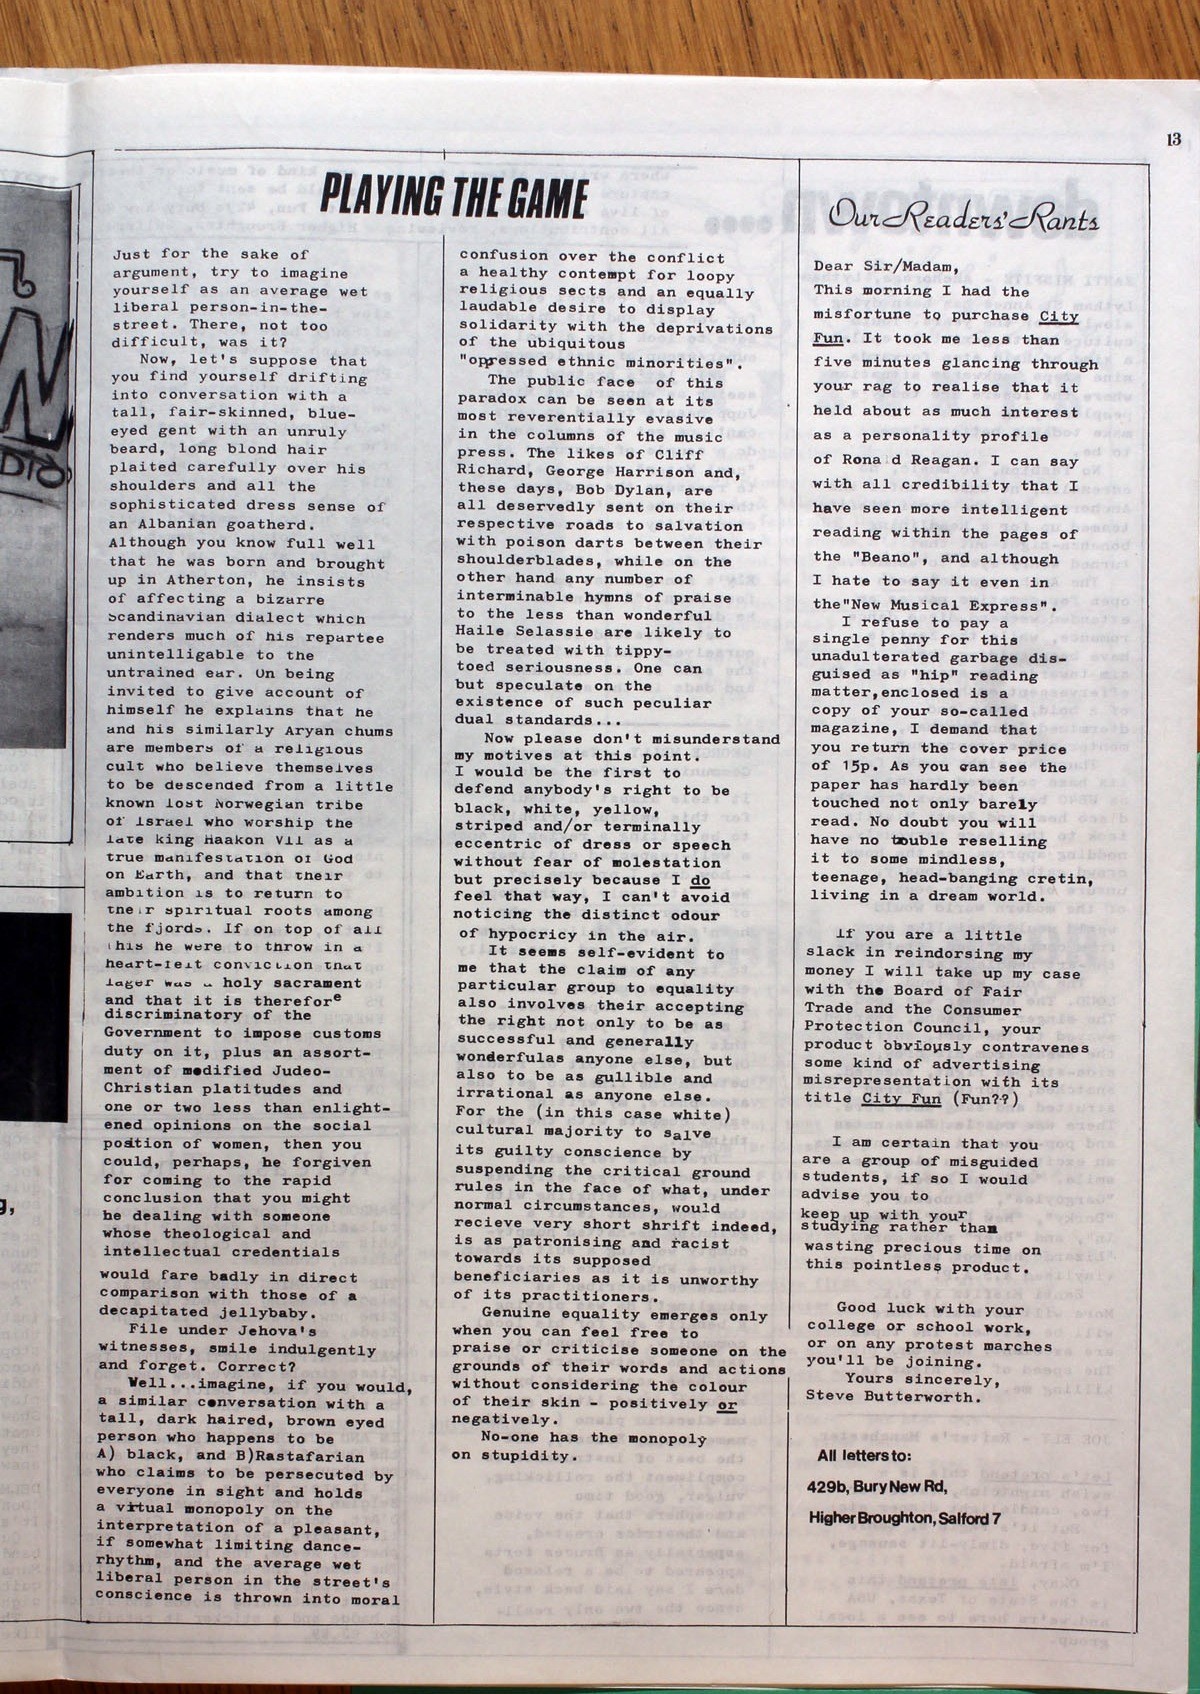 13
PLAYING THE GAME
Just for the sake of
argument, try to imagine
yourself as an average wet
liberal person-in-the-
street. There, not too
difficult, was it?
Now, let's suppose that
you find yourself drifting
into conversation with a
tall, fair-skinned, blue-
eyed gent with an unruly
beard, long blond hair
plaited carefully over his
shoulders and all the
sophisticated dress sense of
an Albanian goatherd.
Although you know full well
that he was born and brought
up in Atherton, he insists
of affecting a bizarre
Scandinavian dialect which
renders much of his repartee
unintelligable to the
untrained ear. On being
invited to give account of
himself he explains that he
and his similarly Aryan chums
are members of a religious
cult who believe themselves
to be descended from a little
known lost Norwegian tribe
of Israel who worship the
late king Haakon VII as a
true manifestation of God
on Earth, and that their
ambition is to return to
their spiritual roots among
the fjords. If on top of all
this he were to throw in a
heart-felt conviction that
lager was a holy sacrament
and that it is therefore
discriminatory of the
Government to impose customs
duty on it, plus an assort-
ment of modified Judeo-
Christian platitudes and
one or two less than enlight-
ened opinions on the social
position of women, then you
could, perhaps, be forgiven
for coming to the rapid
conclusion that you might
be dealing with someone
whose theological and
intellectual credentials
would fare badly in direct
comparison with those of a
decapitated jellybaby.
File under Jehova's
witnesses, smile indulgently
and forget. Correct?
Well...imagine, if you would,
a similar conversation with a
tall, dark haired, brown eyed
person who happens to be
A) black, and B)Rastafarian
who claims to be persecuted by
everyone in sight and holds
a virtual monopoly on the
interpretation of a pleasant,
if somewhat limiting dance-
rhythm, and the average wet
liberal person in the street's
conscience is thrown into moral
confusion over the conflict
a healthy contempt for loopy
religious sects and an equally
laudable desire to display
solidarity with the deprivations
of the ubiquitous
"oppressed ethnic minorities".
The public face of this
paradox can be seen at its
most reverentially evasive
in the columns of the music
press. The likes of Cliff
Richard, George Harrison and,
these days, Bob Dylan, are
all deservedly sent on their
respective roads to salvation
with poison darts between their
shoulderblades, while on the
other hand any number of
interminable hymns of praise
to the less than wonderful
Haile Selassie are likely to
be treated with tippy-
toed seriousness. One can
but speculate on the
existence of such peculiar
dual standards...
Now please don't misunderstand
my motives at this point.
I would be the first to
defend anybody's right to be
black, white, yellow,
striped and/or terminally
eccentric of dress or speech
without fear of molestation
but precisely because I do
feel that way, I can't avoid
noticing the distinct odour
of hypocricy in the air.
It seems self-evident to
me that the claim of any
particular group to equality
also involves their accepting
the right not only to be as
successful and generally
wonderfulas anyone else, but
also to be as gullible and
irrational as anyone else.
For the (in this case white)
cultural majority to salve
its guilty conscience by
suspending the critical ground
rules in the face of what, under
normal circumstances, would
recieve very short shrift indeed,
is as patronising and racist
towards its supposed
beneficiaries as it is unworthy
of its practitioners.
Genuine equality emerges only
when you can feel free to
praise or criticise someone on the
grounds of their words and actions
without considering the colour
of their skin - positively or
negatively.
No-one has the monopoly
on stupidity.
Our Readers' Rants
Dear Sir/Madam,
This morning I had the
misfortune to purchase City
Fun. It took me less than
five minutes glancing through
your rag to realise that it
held about as much interest
as a personality profile
of Ronald Reagan. I can say
with all credibility that I
have seen more intelligent
reading within the pages of
the "Beano", and although
I hate to say it even in
the"New Musical Express".
I refuse to pay a
single penny for this
unadulterated garbage dis-
guised as "hip" reading
matter,enclosed is a
copy of your so-called
magazine, I demand that
you return the cover price
of 15p. As you can see the
paper has hardly been
touched not only barely
read. No doubt you will
have no touble reselling
it to some mindless,
teenage, head-banging cretin,
living in a dream world.
If you are a little
slack in reindorsing my
money I will take up my case
with the Board of Fair
Trade and the Consumer
Protection Council, your
product obviously contravenes
some kind of advertising
misrepresentation with its
title City Fun (Fun??)
I am certain that you
are a group of misguided
students, if so I would
advise you to
keep up with your
studying rather than
wasting precious time on
this pointless product.
Good luck with your
college or school work,
or on any protest marches
you'll be joining.
Yours sincerely,
Steve Butterworth.
All letters to:
429b, Bury New Rd,
Higher Broughton, Salford 7